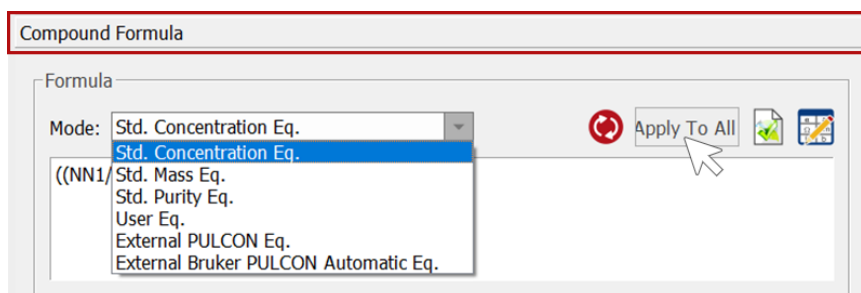 Compound Formula
Formula
Mode: Std. Concentration Eq. Apply To All
Std. Concentration Eq.
((NN1/ Std. Mass Eq.
Std. Purity Eq.
User Eq.
External PULCON Eq.
External Bruker PULCON Automatic Eq.